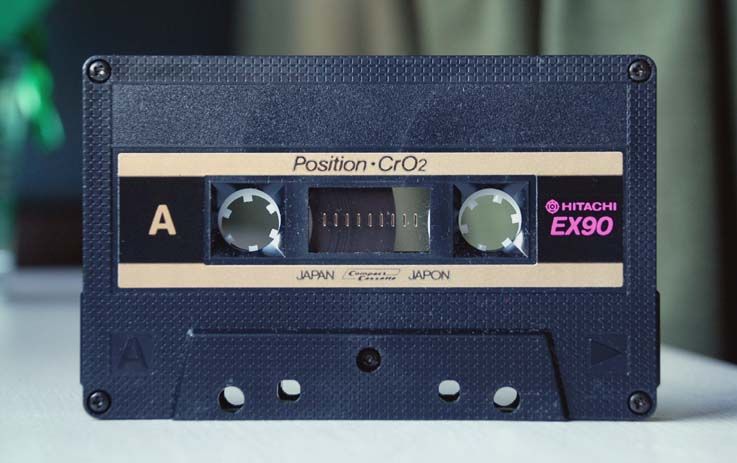 Position · CrO2
A
HITACHI
EX90
JAPAN Compact Cassette JAPON
A